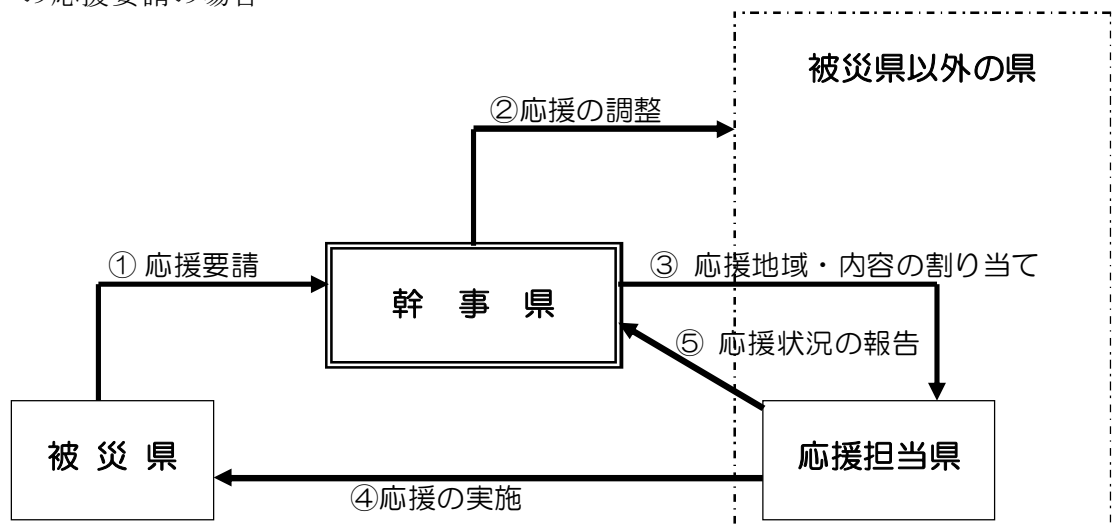 の応援要請の場合
被災県以外の県
②応援の調整
① 応援要請
③ 応援地域・内容の割り当て
幹 事 県
⑤ 応援状況の報告
被 災 県
応援担当県
④応援の実施